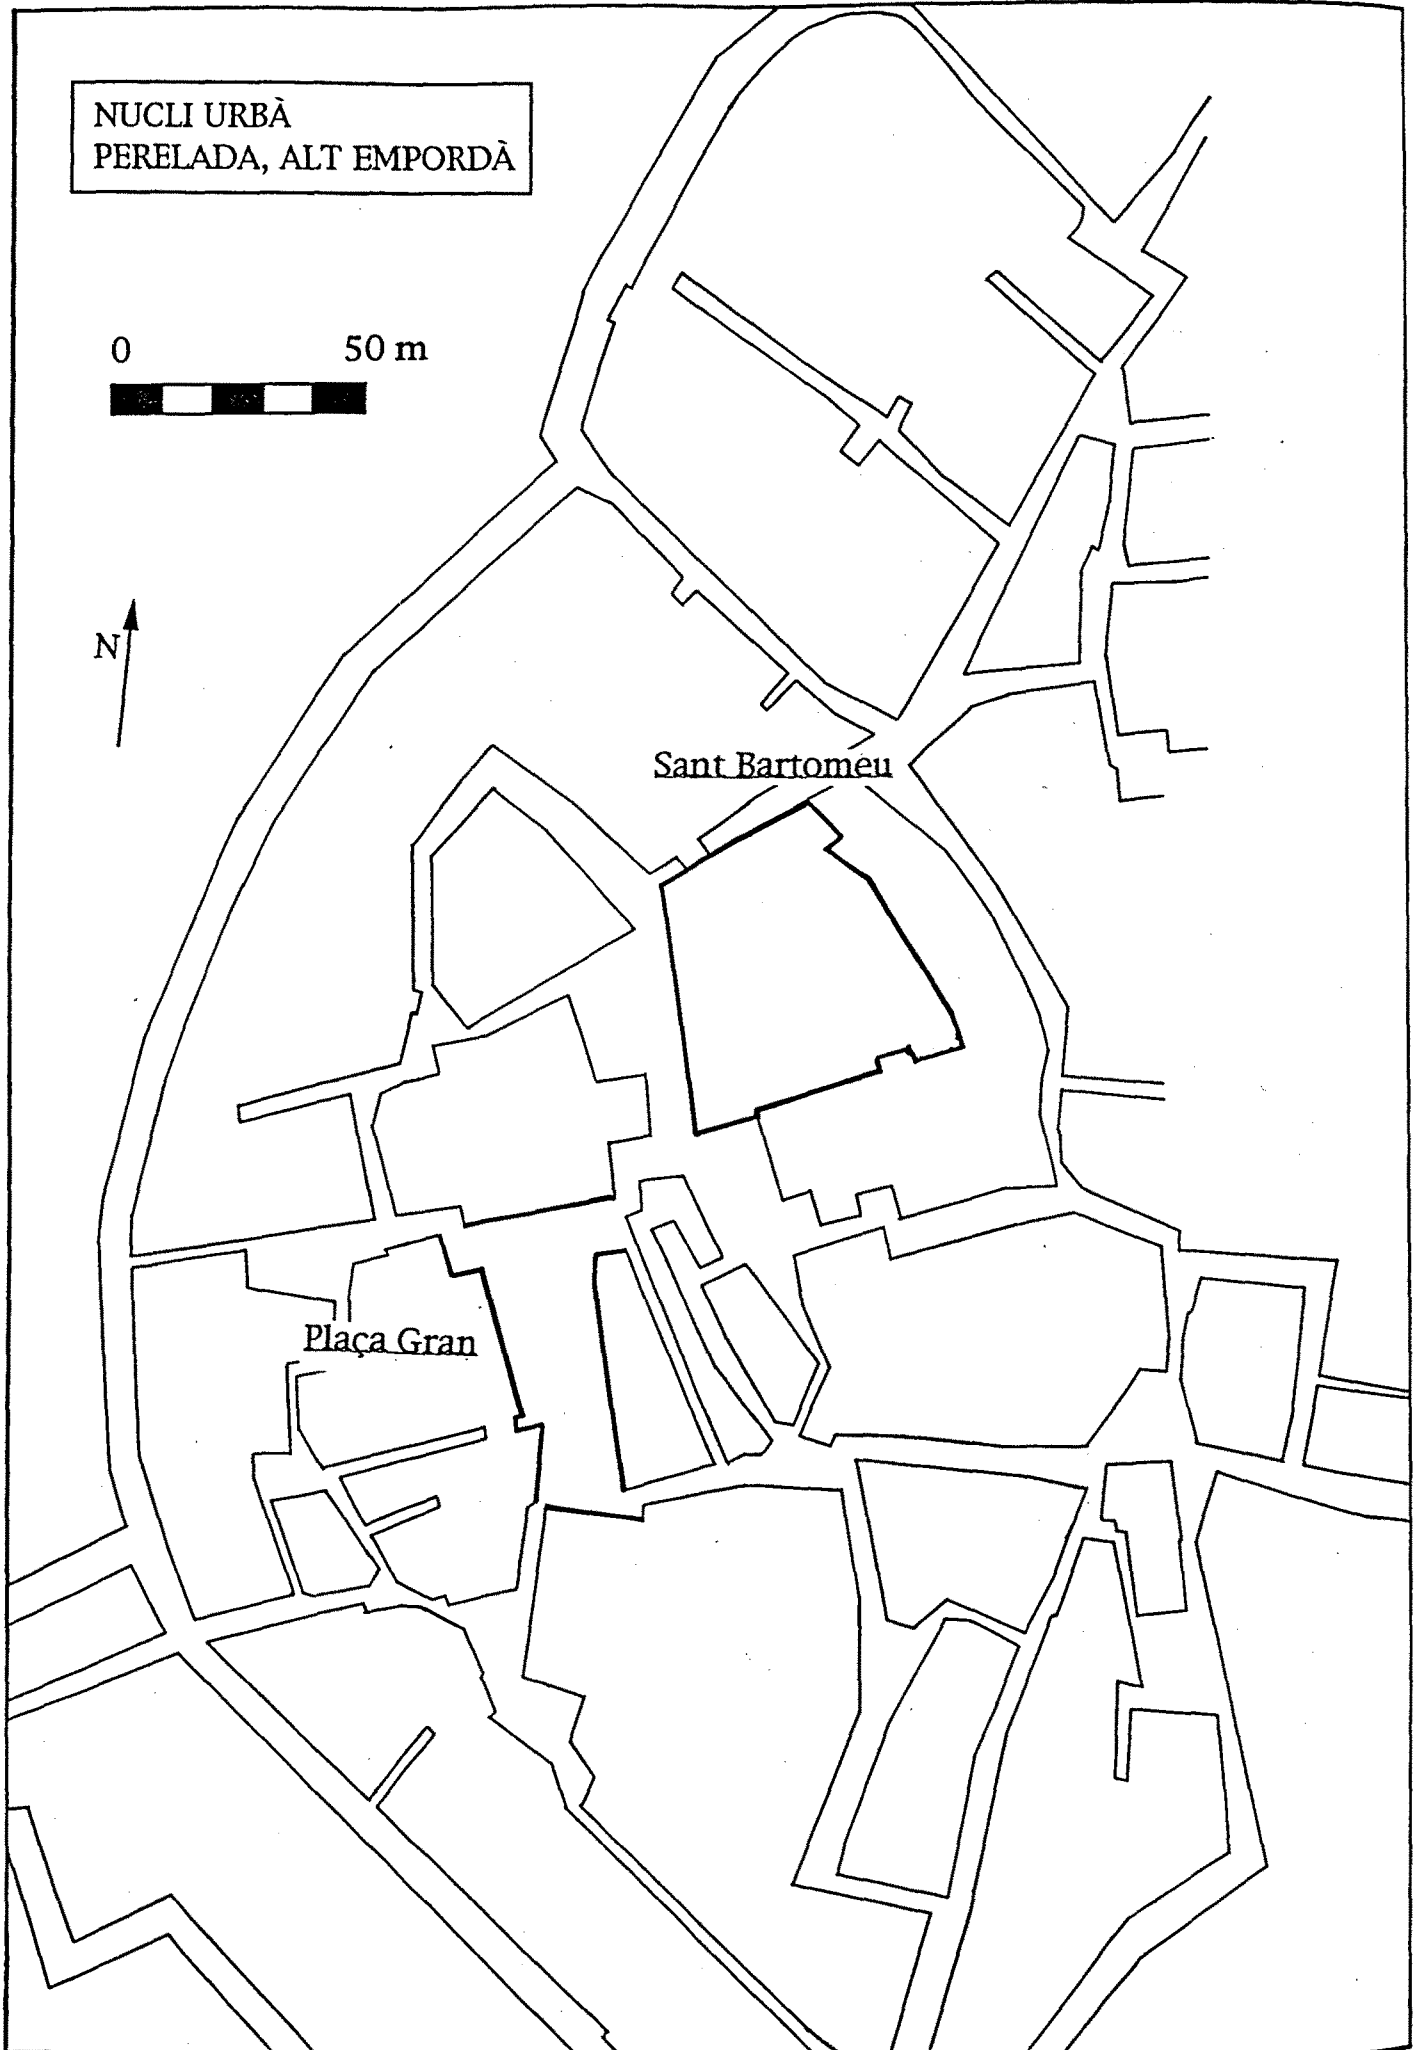 NUCLI URBÀ
PERELADA, ALT EMPORDÀ
0 50 m
N
Sant Bartomeu
Plaça Gran